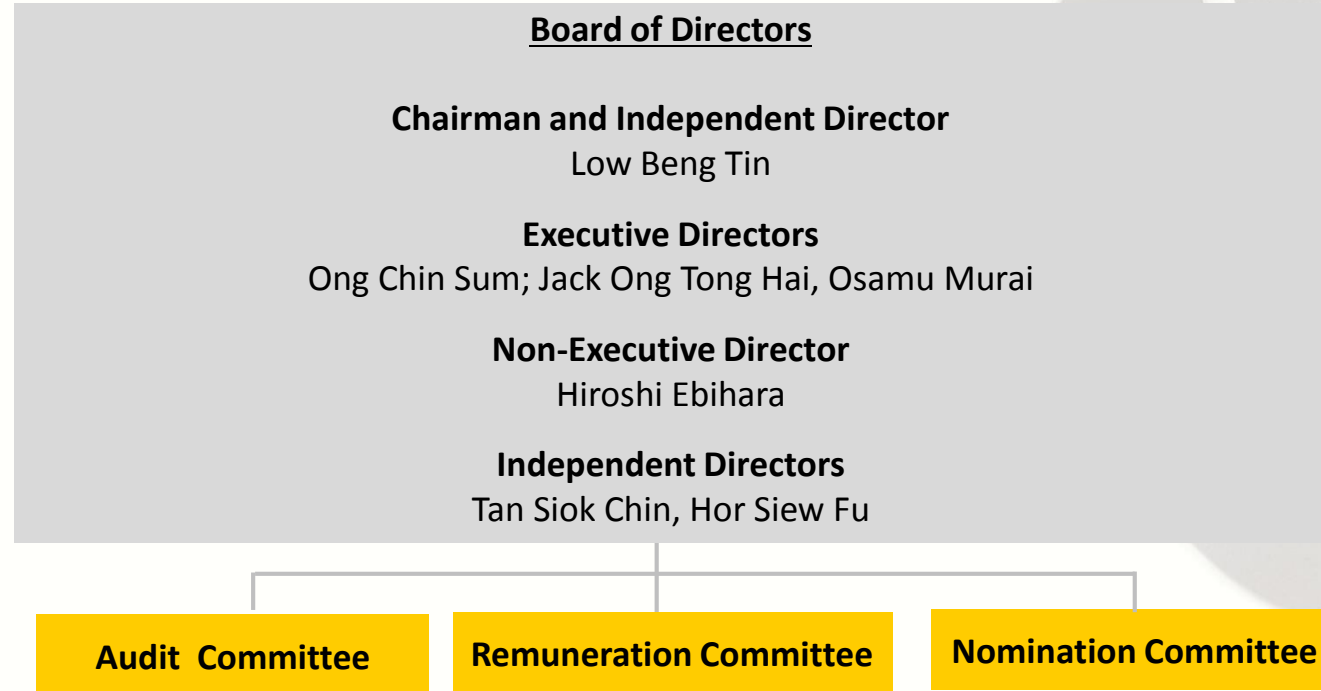 Board of Directors
Chairman and Independent Director
Low Beng Tin
Executive Directors
Ong Chin Sum; Jack Ong Tong Hai, Osamu Murai
Non-Executive Director
Hiroshi Ebihara
Independent Directors
Tan Siok Chin, Hor Siew Fu
Audit Committee
Remuneration Committee
Nomination Committee